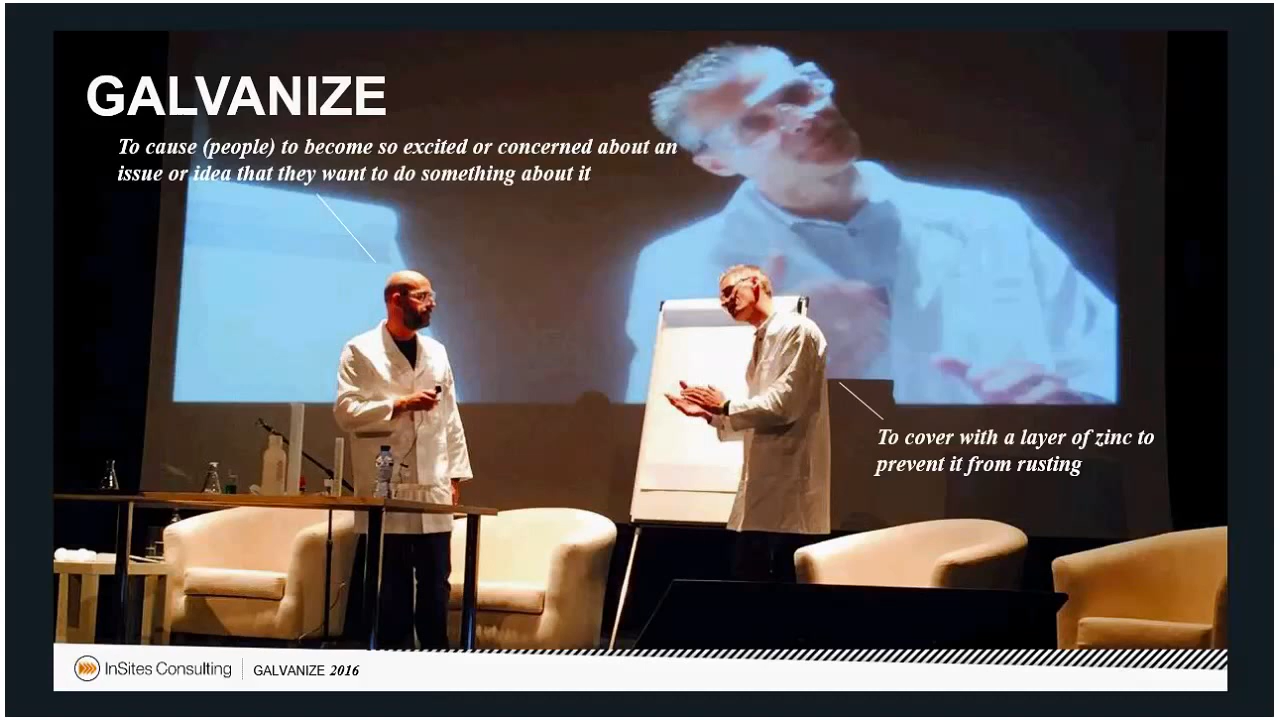 GALVANIZE
To cause (people) to become so excited or concerned about an
issue or idea that they want to do something about it
To cover with a layer of zinc to
prevent it from rusting
InSites Consulting
GALVANIZE 2016